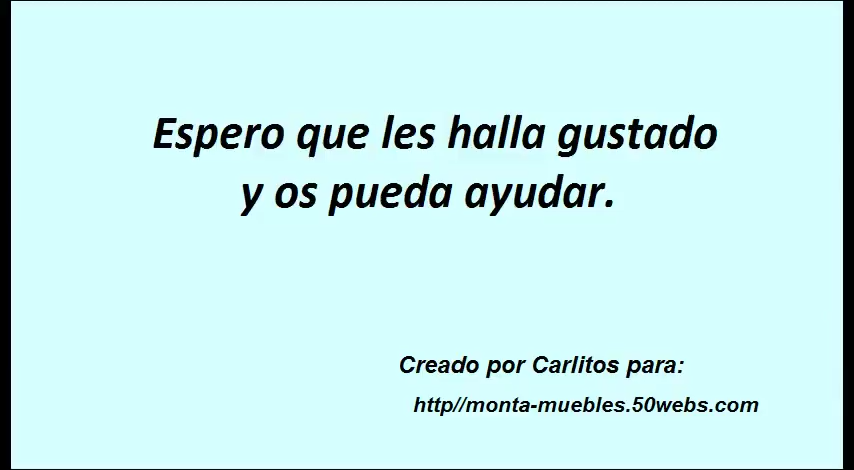 Espero que les halla gustado
y os pueda ayudar.
Creado por Carlitos para:
http//monta-muebles.50webs.com